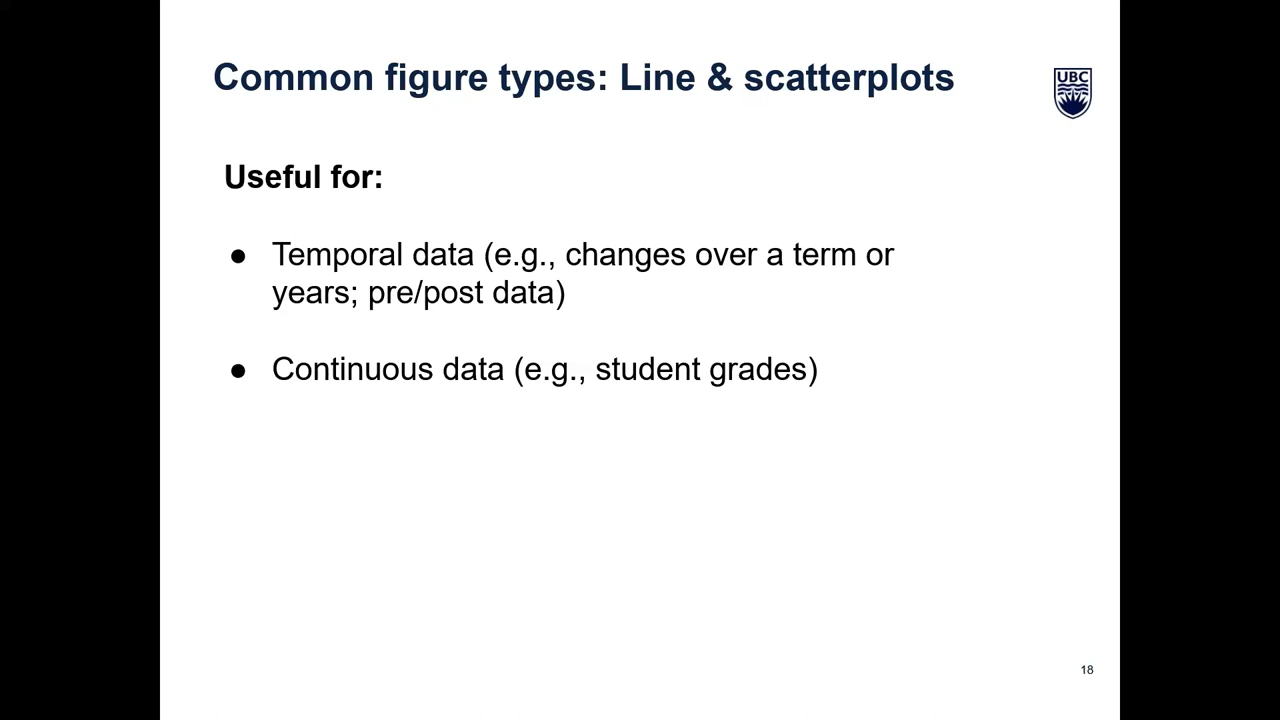 Common figure types: Line & scatterplots
UBC
Useful for:
● Temporal data (e.g., changes over a term or
years; pre/post data)
● Continuous data (e.g., student grades)
18